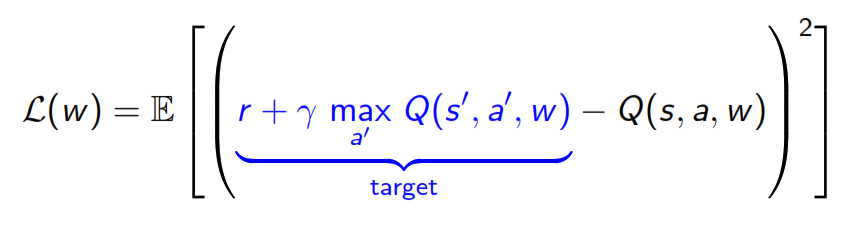 ℒ(w) = 𝔼 [ ( r + γ max_{a′} Q(s′, a′, w) − Q(s, a, w) )² ]
target